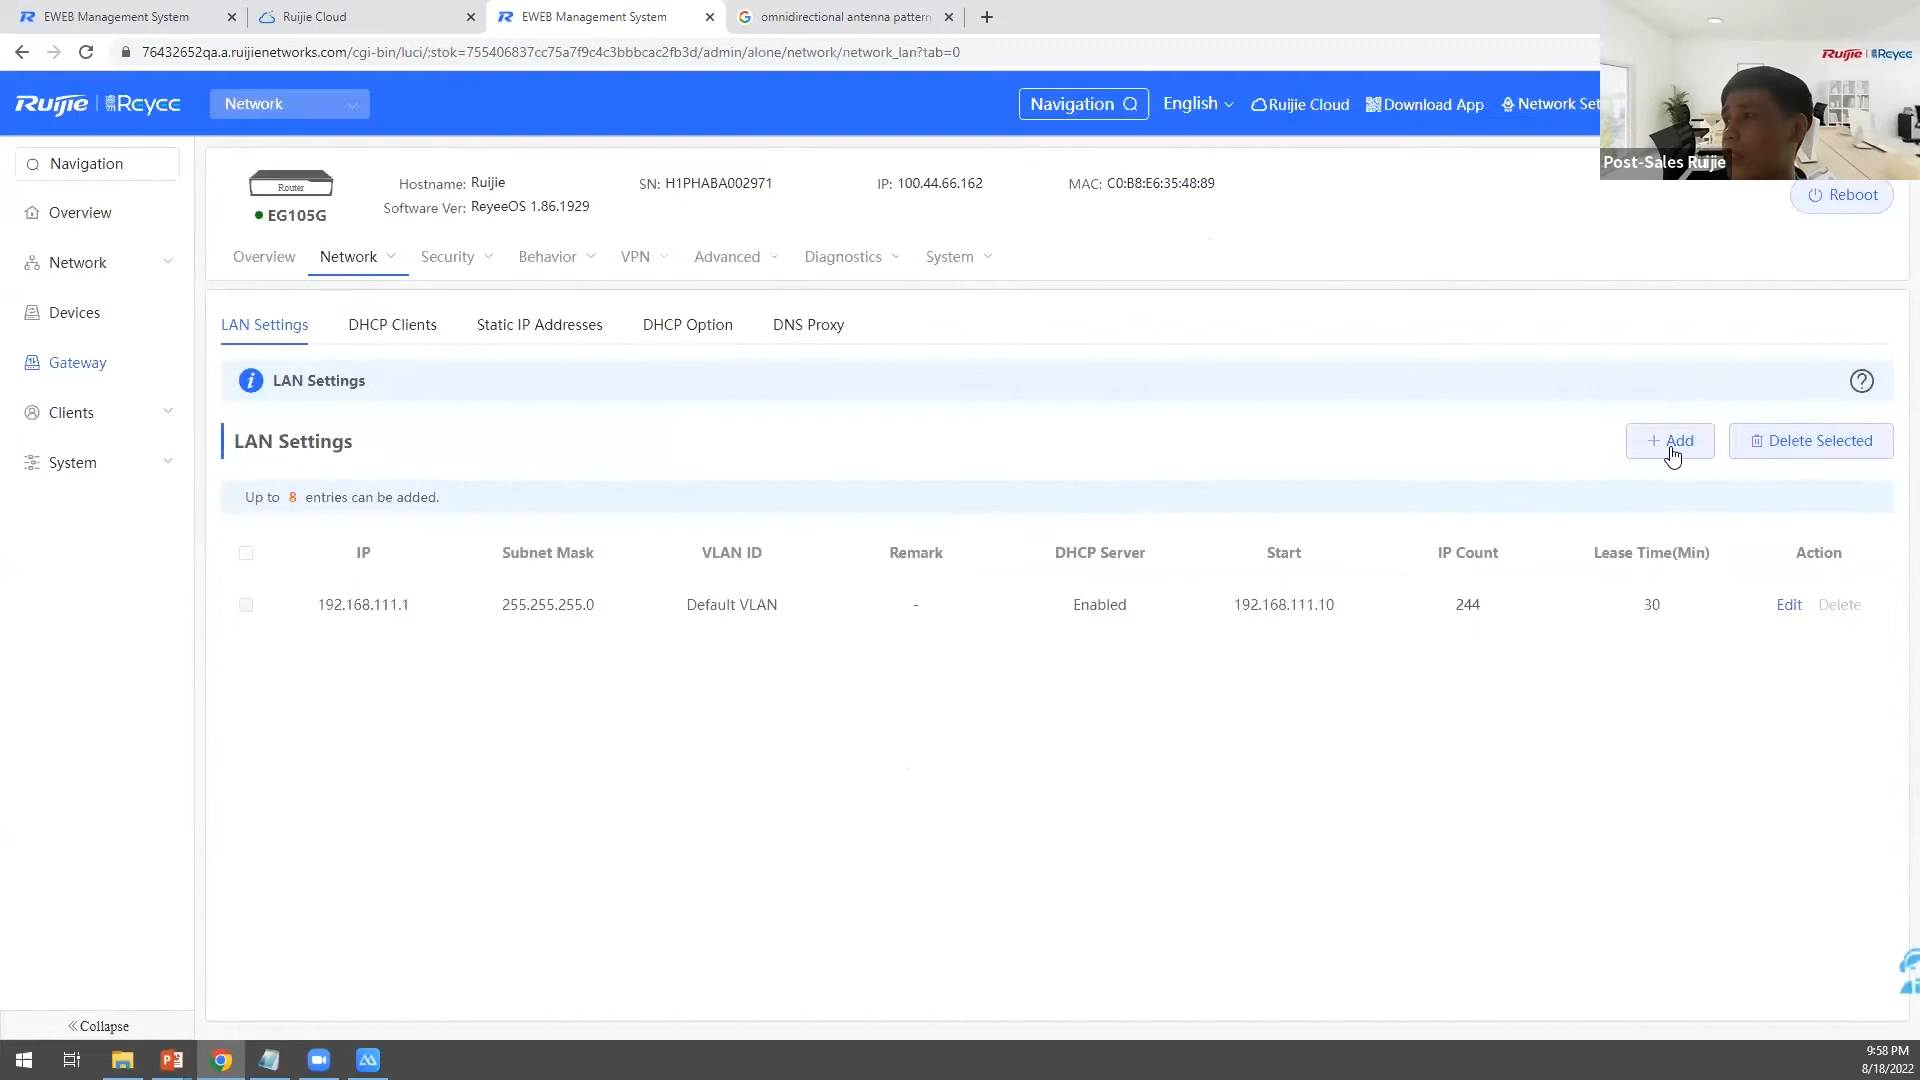 EWEB Management System
Ruijie Cloud
EWEB Management System
omnidirectional antenna pattern
76432652qa.a.ruijienetworks.com/cgi-bin/luci/;stok=755406837cc75a7f9c4c3bbbcac2fb3d/admin/alone/network/network_lan?tab=0
Ruijie | Reyee
Network
Navigation
English
Ruijie Cloud
Download App
Network Set
Ruijie | Reyee
Post-Sales Ruijie
Navigation
Overview
Network
Devices
Gateway
Clients
System
«Collapse
Router
EG105G
Hostname: Ruijie
SN: H1PHABA002971
IP: 100.44.66.162
MAC: C0:B8:E6:35:48:89
Software Ver: ReyeeOS 1.86.1929
Reboot
Overview
Network
Security
Behavior
VPN
Advanced
Diagnostics
System
LAN Settings
DHCP Clients
Static IP Addresses
DHCP Option
DNS Proxy
i LAN Settings
?
LAN Settings
+ Add
Delete Selected
Up to 8 entries can be added.
IP Subnet Mask VLAN ID Remark DHCP Server Start IP Count Lease Time(Min) Action
192.168.111.1 255.255.255.0 Default VLAN - Enabled 192.168.111.10 244 30 Edit Delete
9:58 PM
8/18/2022